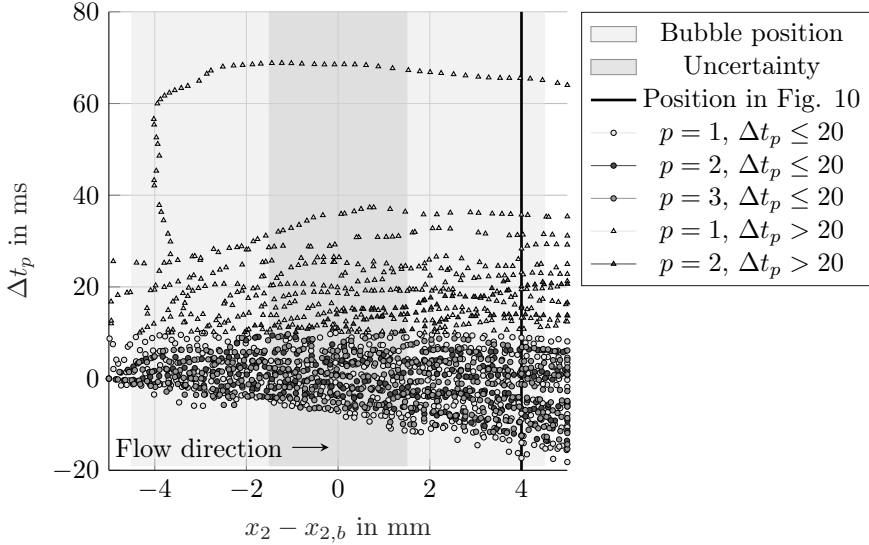 80
60
40
20
0
−20
−4
−2
0
2
4
Δt_p in ms
x_2 − x_{2,b} in mm
Flow direction →
Bubble position
Uncertainty
Position in Fig. 10
p = 1, Δt_p ≤ 20
p = 2, Δt_p ≤ 20
p = 3, Δt_p ≤ 20
p = 1, Δt_p > 20
p = 2, Δt_p > 20